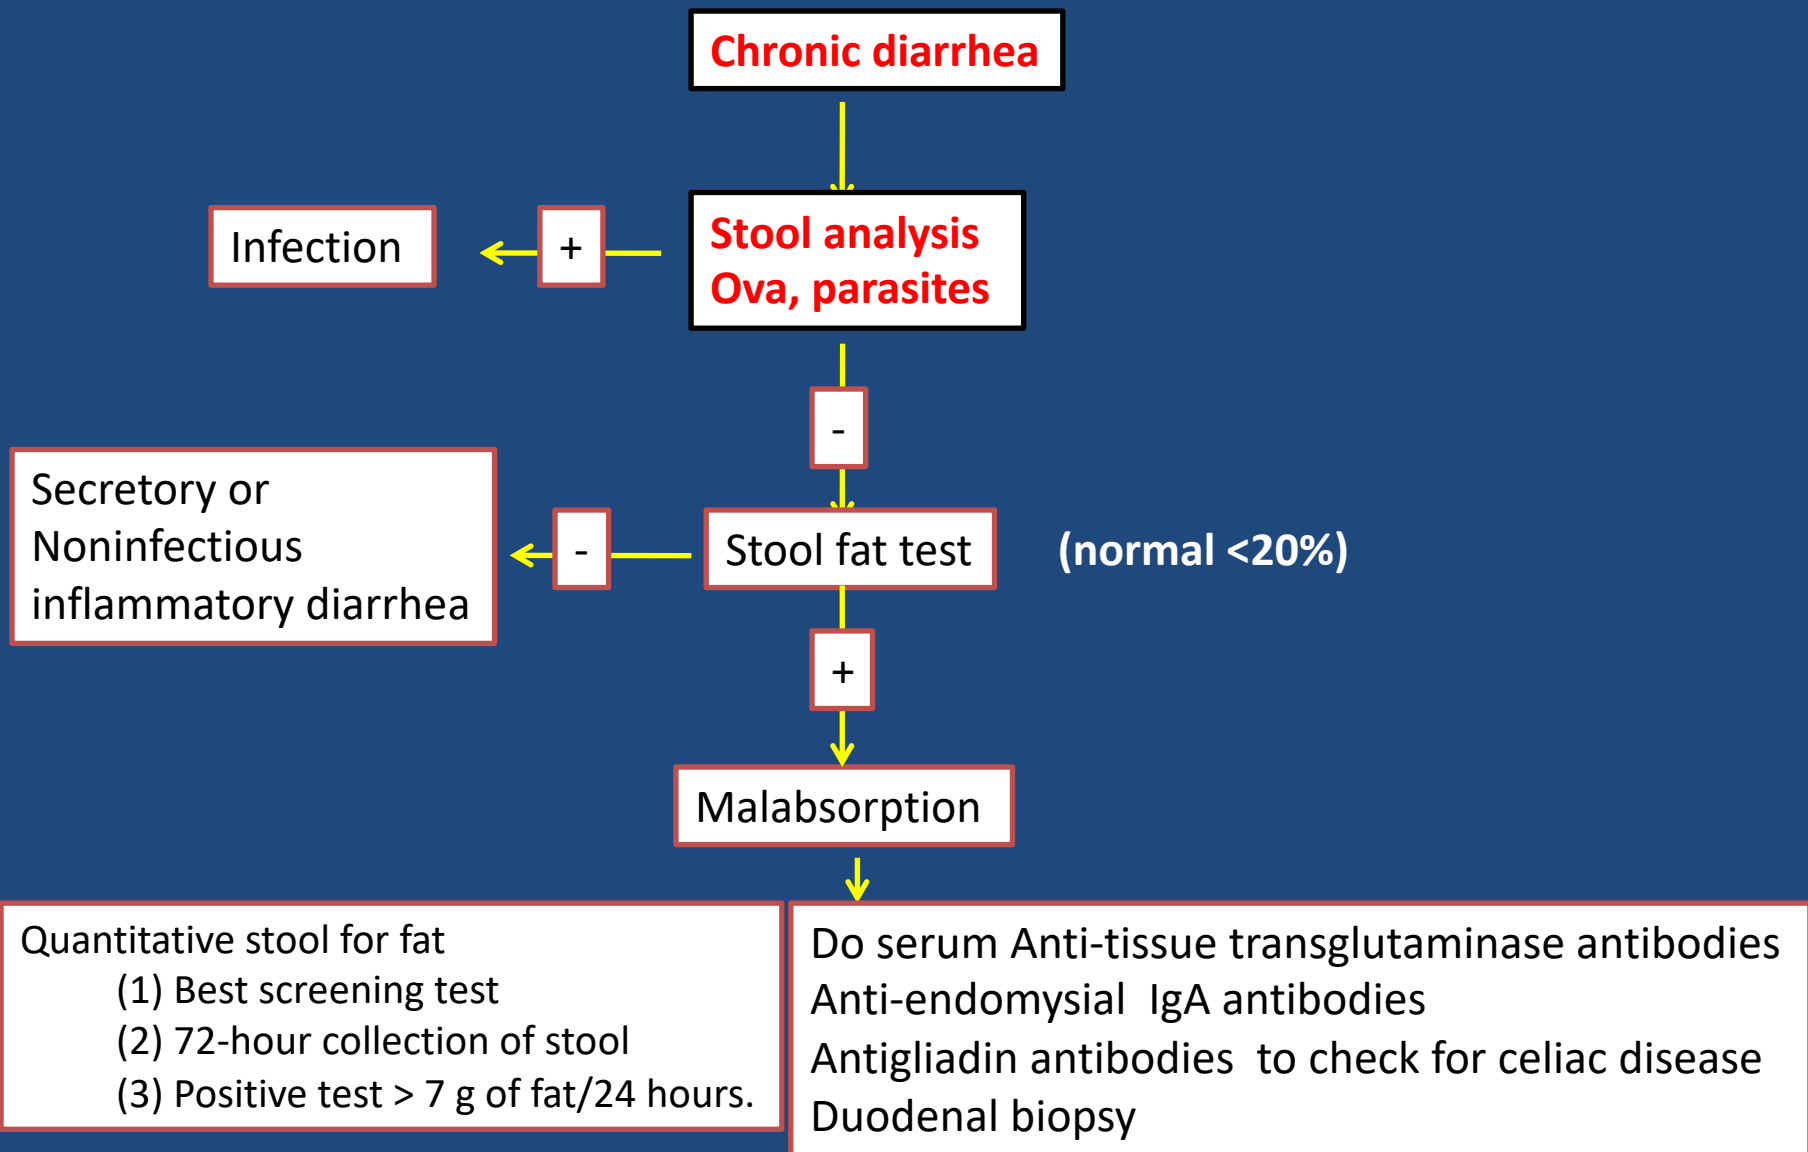 Chronic diarrhea
Stool analysis
Ova, parasites
+
Infection
-
Stool fat test
(normal <20%)
-
Secretory or
Noninfectious
inflammatory diarrhea
+
Malabsorption
Quantitative stool for fat
(1) Best screening test
(2) 72-hour collection of stool
(3) Positive test > 7 g of fat/24 hours.
Do serum Anti-tissue transglutaminase antibodies
Anti-endomysial IgA antibodies
Antigliadin antibodies to check for celiac disease
Duodenal biopsy